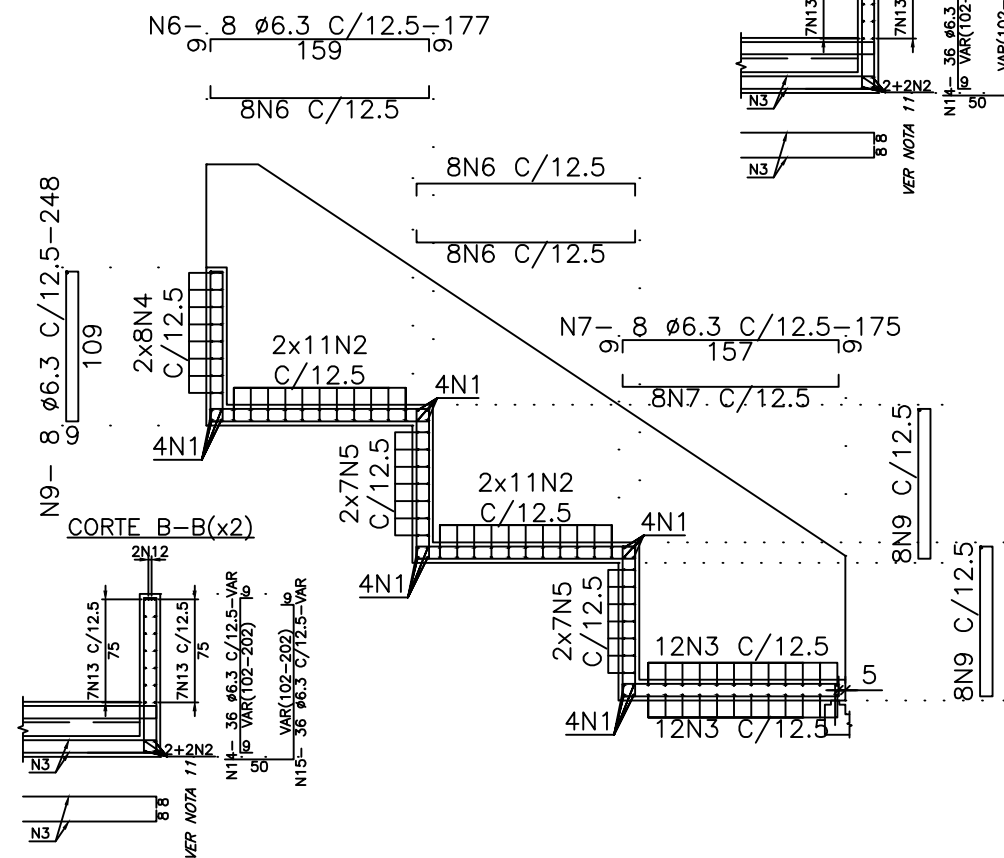 N6- 8 ø6.3 C/12.5-177
9
159
9
8N6 C/12.5
8N6 C/12.5
8N6 C/12.5
N9- 8 ø6.3 C/12.5-248
109
9
2x8N4
C/12.5
2x11N2
C/12.5
4N1
4N1
N7- 8 ø6.3 C/12.5-175
9
157
9
8N7 C/12.5
2x7N5
C/12.5
2x11N2
C/12.5
4N1
4N1
8N9 C/12.5
8N9 C/12.5
2x7N5
C/12.5
12N3 C/12.5
5
4N1
12N3 C/12.5
CORTE B-B(x2)
2N12
7N13 C/12.5
75
7N13 C/12.5
75
N14- 36 ø6.3 C/12.5-VAR
VAR(102-202)
9
9
50
9
VAR(102-202)
N15- 36 ø6.3 C/12.5-VAR
N3
2+2N2
8 8
N3
VER NOTA 11
7N13
7N13
N14- 36 ø6.3
9
50
N3
2+2N2
8 8
N3
VER NOTA 11